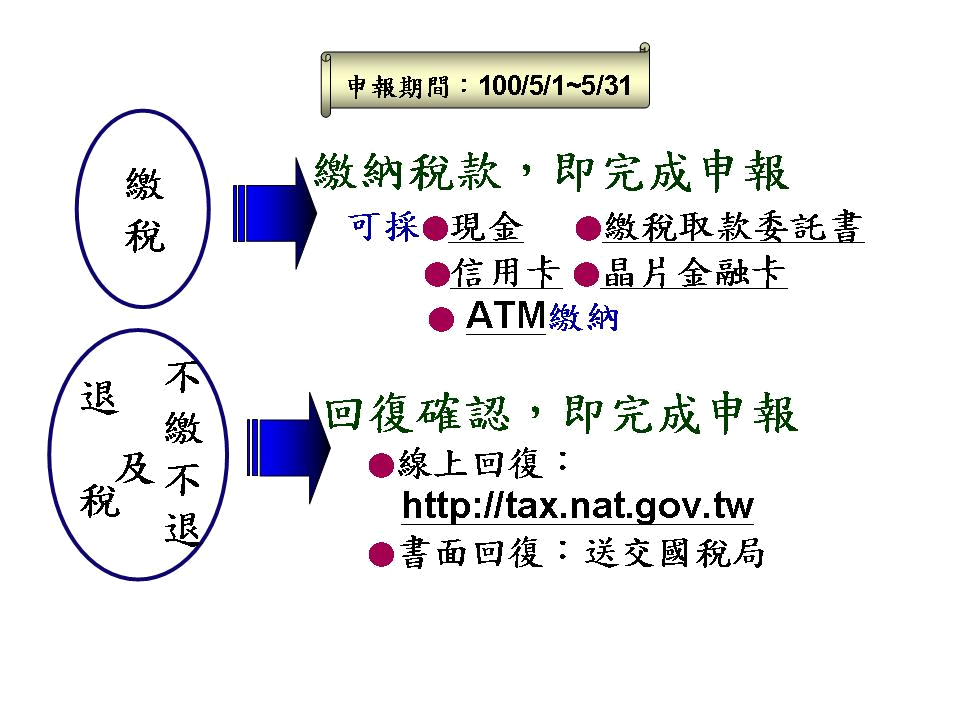 申報期間：100/5/1~5/31
繳稅
繳納稅款，即完成申報
可採●現金 ●繳稅取款委託書
●信用卡 ●晶片金融卡
● ATM繳納
退稅
及
不繳不退
回復確認，即完成申報
●線上回復：
http://tax.nat.gov.tw
●書面回復：送交國稅局